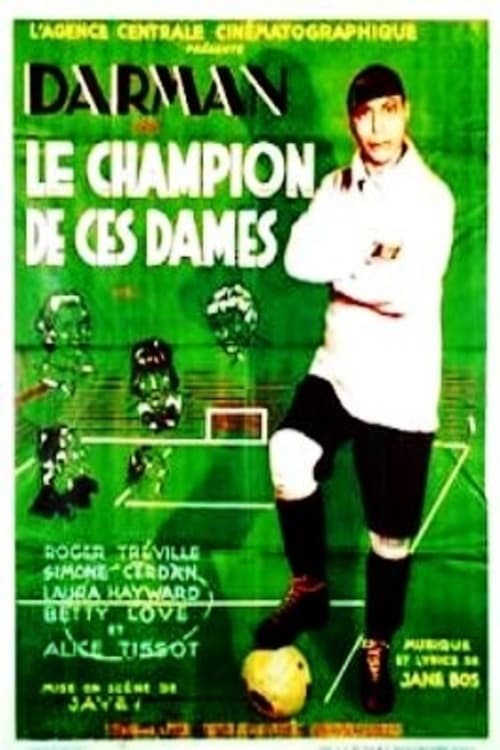 L'AGENCE CENTRALE CINÉMATOGRAPHIQUE
PRÉSENTE
DARMAN
LE CHAMPION
DE CES DAMES
ROGER TRÉVILLE
SIMONE CERDAN
LAURA HAYWARD
BETTY LOVE
ET
ALICE TISSOT
MISE EN SCÈNE DE
MUSIQUE
ET LYRICS DE
JANE BOS